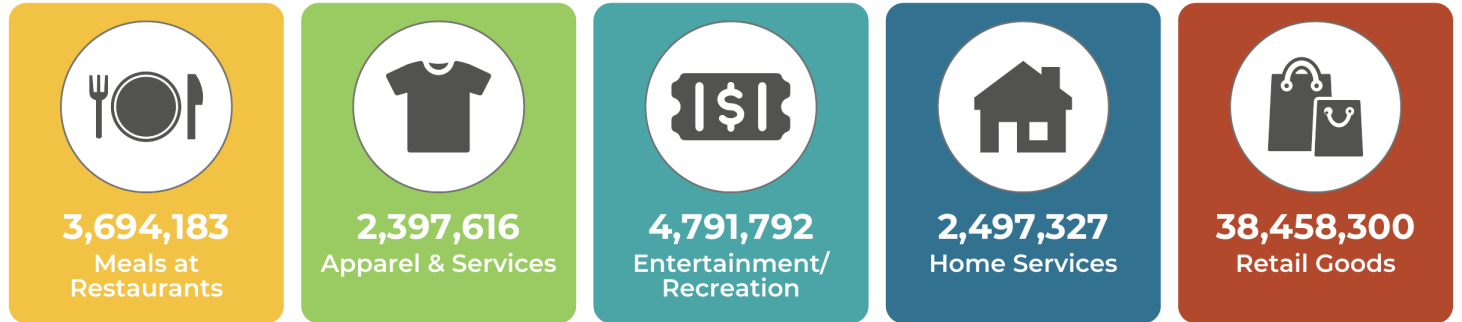 3,694,183
Meals at
Restaurants
2,397,616
Apparel & Services
$
4,791,792
Entertainment/
Recreation
2,497,327
Home Services
38,458,300
Retail Goods